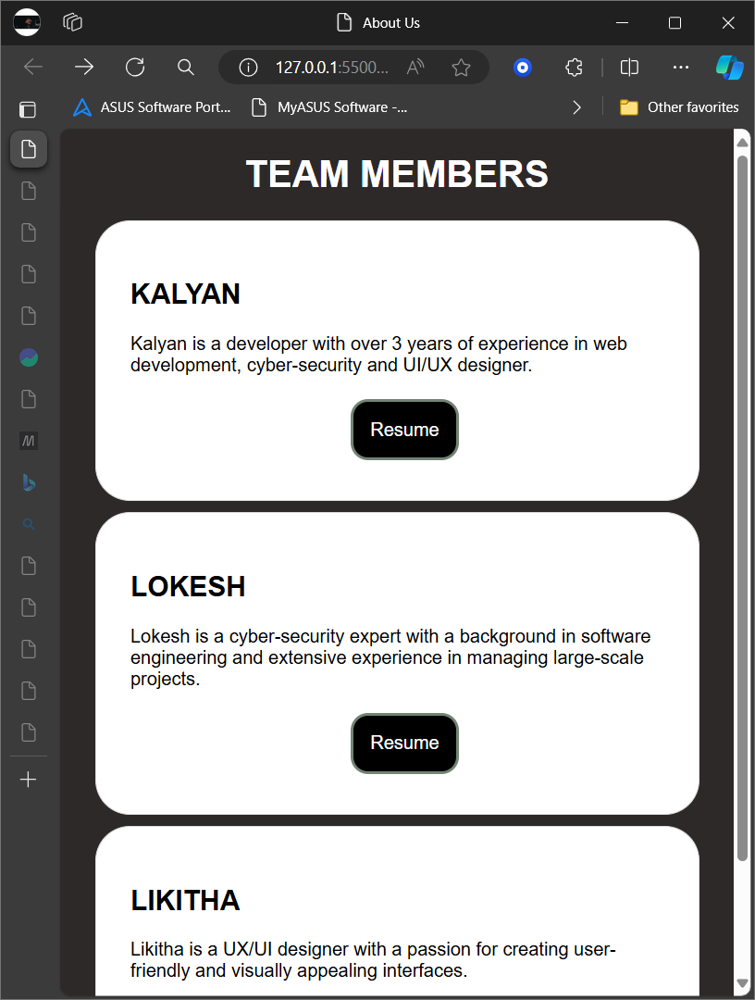 About Us
127.0.0.1:5500...
ASUS Software Port...
MyASUS Software -...
Other favorites
TEAM MEMBERS
KALYAN
Kalyan is a developer with over 3 years of experience in web
development, cyber-security and UI/UX designer.
Resume
LOKESH
Lokesh is a cyber-security expert with a background in software
engineering and extensive experience in managing large-scale
projects.
Resume
LIKITHA
Likitha is a UX/UI designer with a passion for creating user-
friendly and visually appealing interfaces.